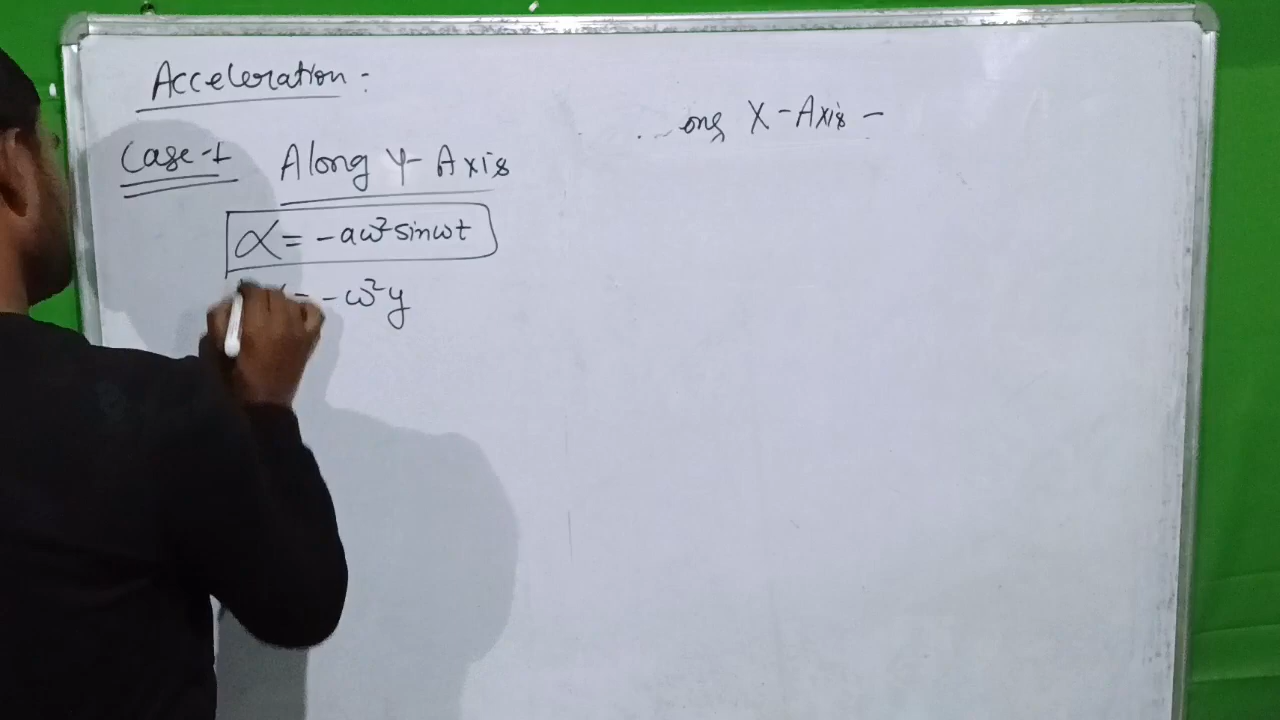 Acceleration :
Case-1 Along Y-Axis
α = -aω² sinωt
= -ω²y
ong X-Axis -